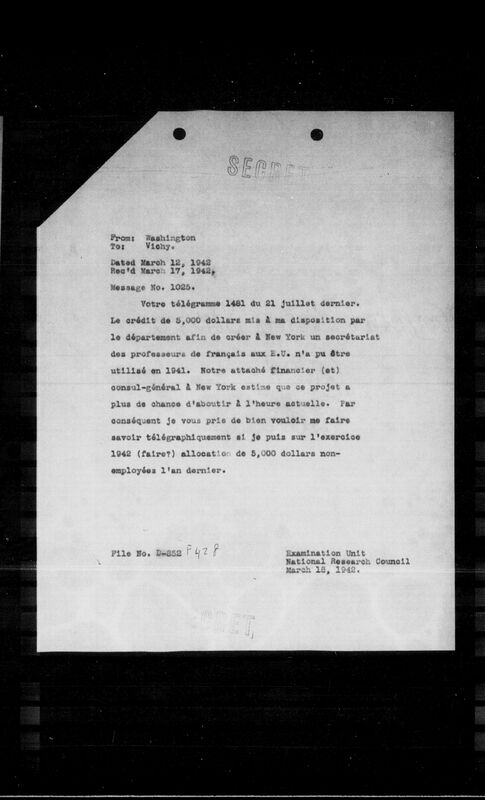 SECRET
From: Washington
To: Vichy.
Dated March 12, 1942
Rec'd March 17, 1942.
Message No. 1025.
Votre télégramme 1481 du 21 juillet dernier.
Le crédit de 5,000 dollars mis à ma disposition par
le département afin de créer à New York un secrétariat
des professeurs de français aux E.U. n'a pu être
utilisé en 1941. Notre attaché financier (et)
consul-général à New York estime que ce projet a
plus de chance d'aboutir à l'heure actuelle. Par
conséquent je vous prie de bien vouloir me faire
savoir télégraphiquement si je puis sur l'exercice
1942 (faire?) allocation de 5,000 dollars non-
employées l'an dernier.
File No. D-852 F428
Examination Unit
National Research Council
March 18, 1942.
CRET